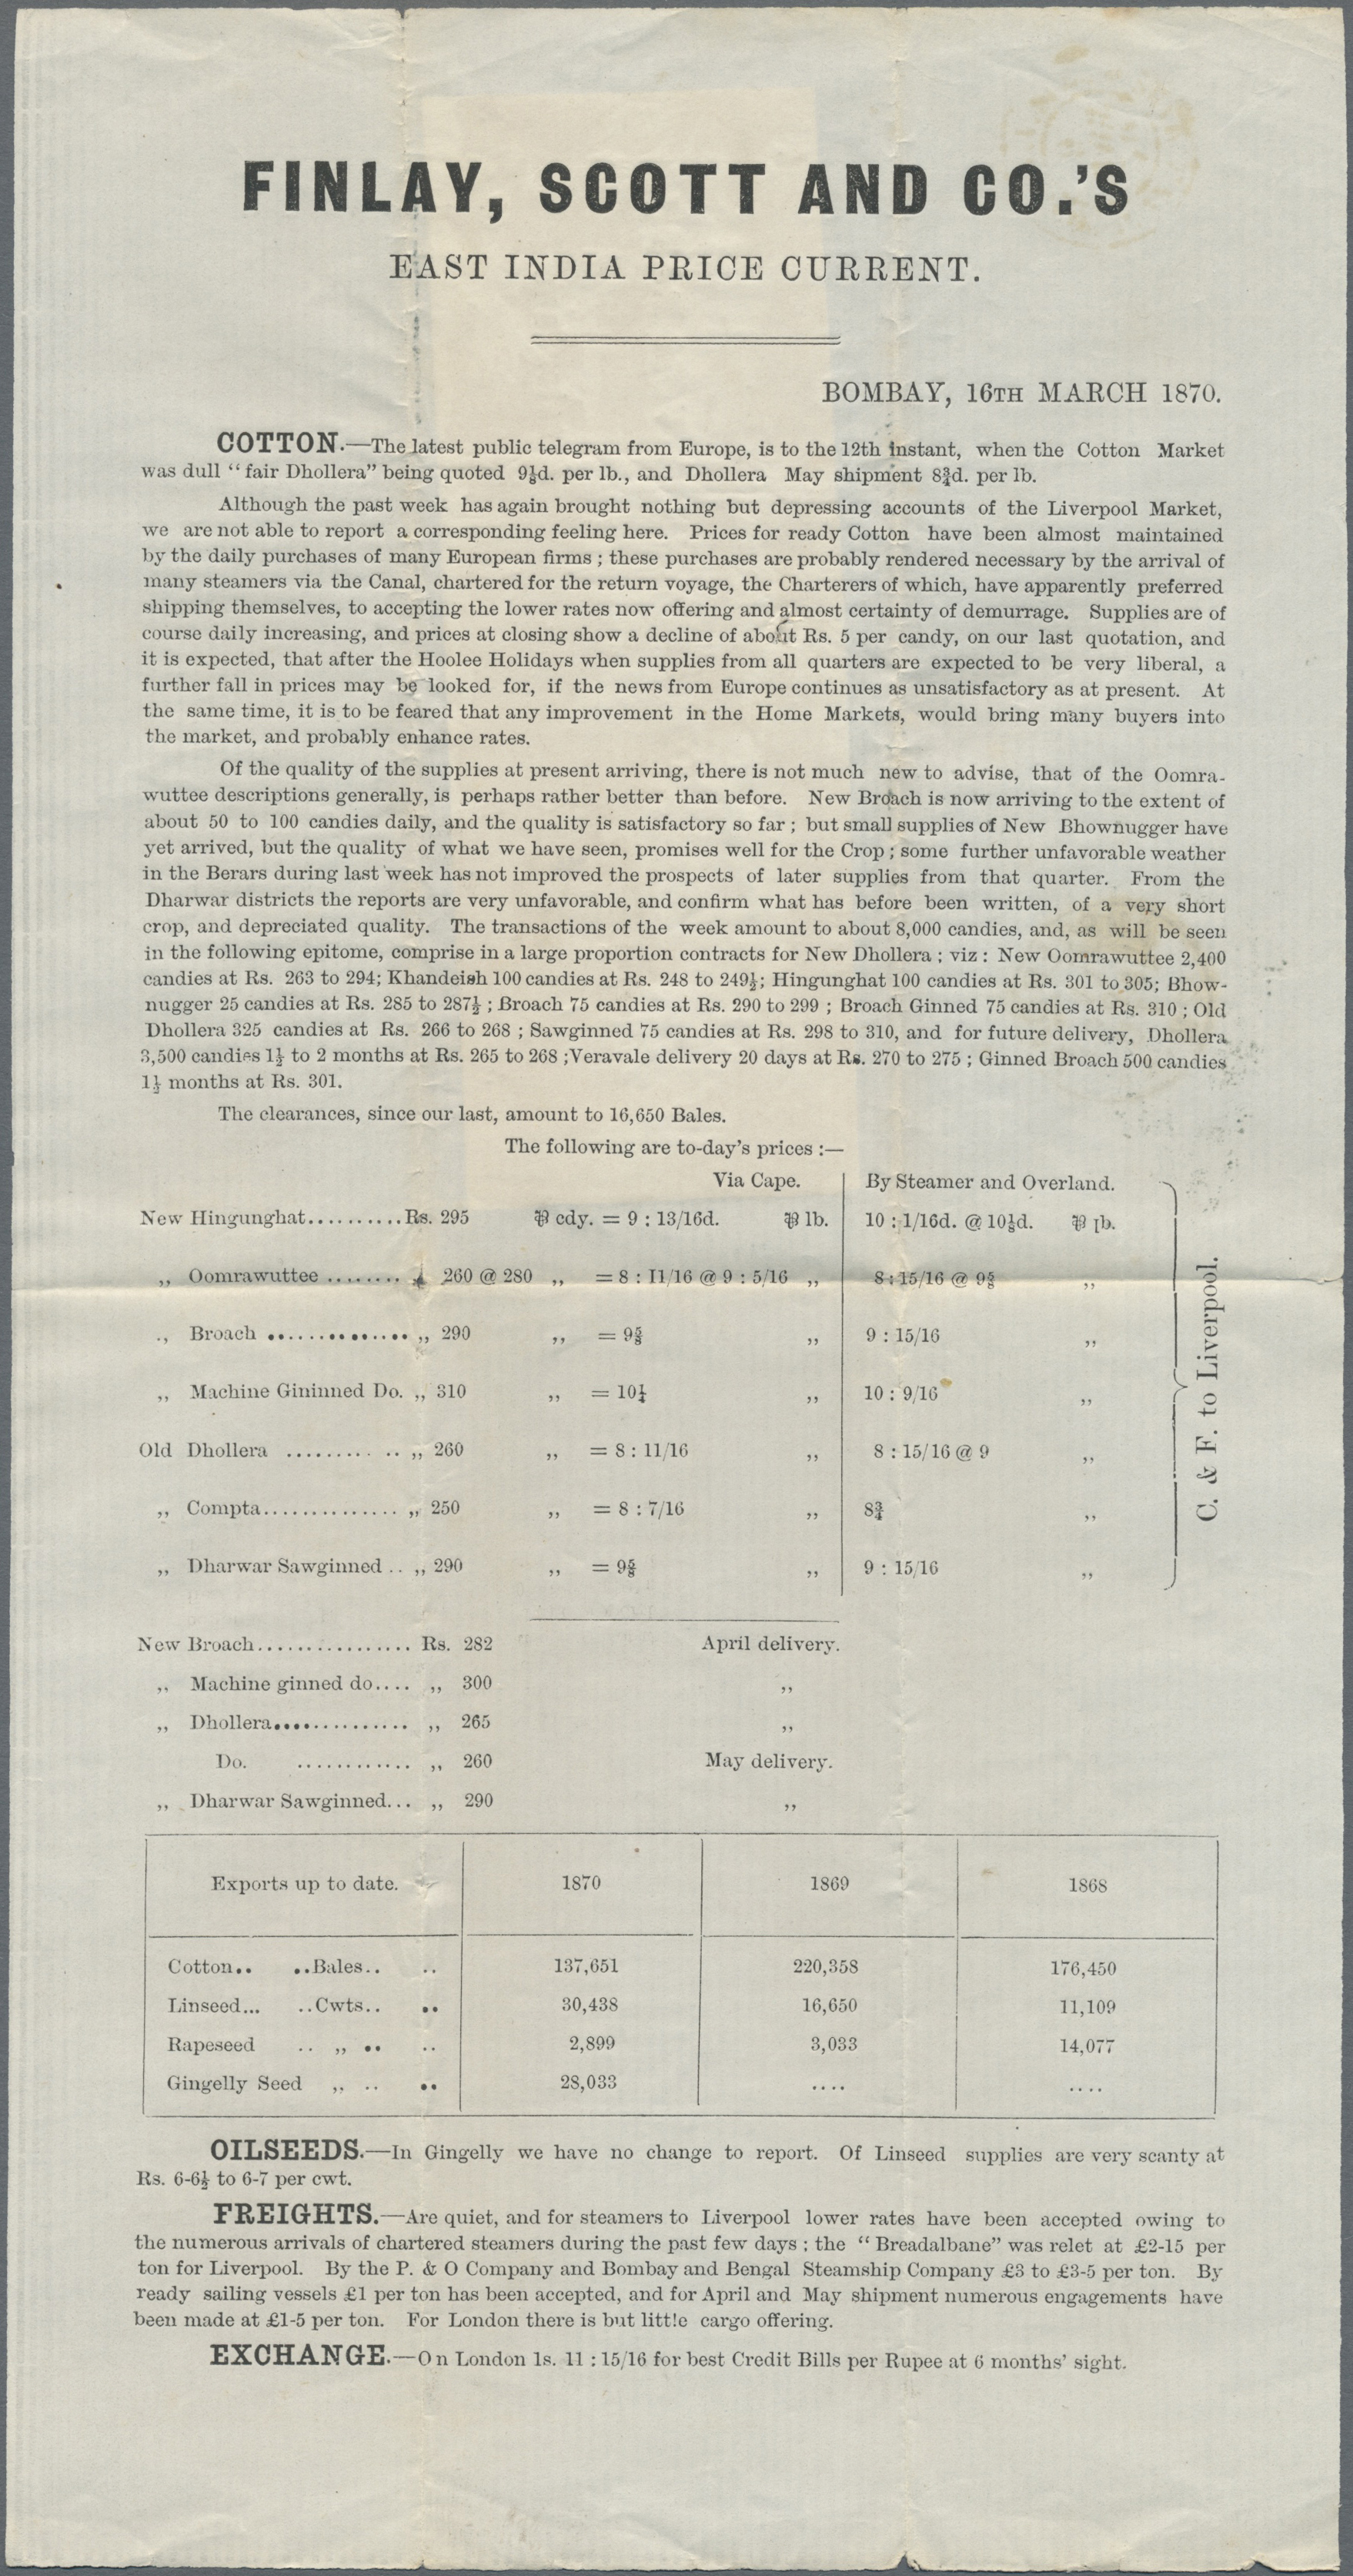 FINLAY, SCOTT AND CO.'S
EAST INDIA PRICE CURRENT.
BOMBAY, 16TH MARCH 1870.
COTTON.—The latest public telegram from Europe, is to the 12th instant, when the Cotton Market
was dull "fair Dhollera" being quoted 9⅛d. per lb., and Dhollera May shipment 8¾d. per lb.
Although the past week has again brought nothing but depressing accounts of the Liverpool Market,
we are not able to report a corresponding feeling here. Prices for ready Cotton have been almost maintained
by the daily purchases of many European firms ; these purchases are probably rendered necessary by the arrival of
many steamers via the Canal, chartered for the return voyage, the Charterers of which, have apparently preferred
shipping themselves, to accepting the lower rates now offering and almost certainty of demurrage. Supplies are of
course daily increasing, and prices at closing show a decline of about Rs. 5 per candy, on our last quotation, and
it is expected, that after the Hoolee Holidays when supplies from all quarters are expected to be very liberal, a
further fall in prices may be looked for, if the news from Europe continues as unsatisfactory as at present. At
the same time, it is to be feared that any improvement in the Home Markets, would bring many buyers into
the market, and probably enhance rates.
Of the quality of the supplies at present arriving, there is not much new to advise, that of the Oomra-
wuttee descriptions generally, is perhaps rather better than before. New Broach is now arriving to the extent of
about 50 to 100 candies daily, and the quality is satisfactory so far ; but small supplies of New Bhownugger have
yet arrived, but the quality of what we have seen, promises well for the Crop ; some further unfavorable weather
in the Berars during last week has not improved the prospects of later supplies from that quarter. From the
Dharwar districts the reports are very unfavorable, and confirm what has before been written, of a very short
crop, and depreciated quality. The transactions of the week amount to about 8,000 candies, and, as will be seen
in the following epitome, comprise in a large proportion contracts for New Dhollera ; viz : New Oomrawuttee 2,400
candies at Rs. 263 to 294; Khandeish 100 candies at Rs. 248 to 249½; Hingunghat 100 candies at Rs. 301 to 305; Bhow-
nugger 25 candies at Rs. 285 to 287½ ; Broach 75 candies at Rs. 290 to 299 ; Broach Ginned 75 candies at Rs. 310 ; Old
Dhollera 325 candies at Rs. 266 to 268 ; Sawginned 75 candies at Rs. 298 to 310, and for future delivery, Dhollera
3,500 candies 1½ to 2 months at Rs. 265 to 268 ;Veravale delivery 20 days at Rs. 270 to 275 ; Ginned Broach 500 candies
1½ months at Rs. 301.
The clearances, since our last, amount to 16,650 Bales.
The following are to-day's prices :—
Via Cape. By Steamer and Overland.
New Hingunghat..........Rs. 295 ⅌ cdy. = 9 : 13/16d. ⅌ lb. 10 : 1/16d. @ 10⅛d. ⅌ lb.
„ Oomrawuttee ........ 260 @ 280 „ = 8 : 11/16 @ 9 : 5/16 „ 8 : 15/16 @ 9⅝ „
„ Broach .............. „ 290 „ = 9⅝ „ 9 : 15/16 „
„ Machine Gininned Do. „ 310 „ = 10¼ „ 10 : 9/16 „
Old Dhollera .......... .. „ 260 „ = 8 : 11/16 „ 8 : 15/16 @ 9 „
„ Compta.............. „ 250 „ = 8 : 7/16 „ 8¾ „
„ Dharwar Sawginned .. „ 290 „ = 9⅝ „ 9 : 15/16 „
C. & F. to Liverpool.
New Broach................ Rs. 282 April delivery.
„ Machine ginned do.... „ 300 „
„ Dhollera.............. „ 265 „
Do. ............ „ 260 May delivery.
„ Dharwar Sawginned... „ 290 „
Exports up to date. 1870 1869 1868
Cotton.. ..Bales.. .. 137,651 220,358 176,450
Linseed... ..Cwts.. .. 30,438 16,650 11,109
Rapeseed .. „ .. .. 2,899 3,033 14,077
Gingelly Seed „ .. .. 28,033 .... ....
OILSEEDS.—In Gingelly we have no change to report. Of Linseed supplies are very scanty at
Rs. 6-6½ to 6-7 per cwt.
FREIGHTS.—Are quiet, and for steamers to Liverpool lower rates have been accepted owing to
the numerous arrivals of chartered steamers during the past few days ; the "Breadalbane" was relet at £2-15 per
ton for Liverpool. By the P. & O Company and Bombay and Bengal Steamship Company £3 to £3-5 per ton. By
ready sailing vessels £1 per ton has been accepted, and for April and May shipment numerous engagements have
been made at £1-5 per ton. For London there is but little cargo offering.
EXCHANGE.—On London 1s. 11 : 15/16 for best Credit Bills per Rupee at 6 months' sight.